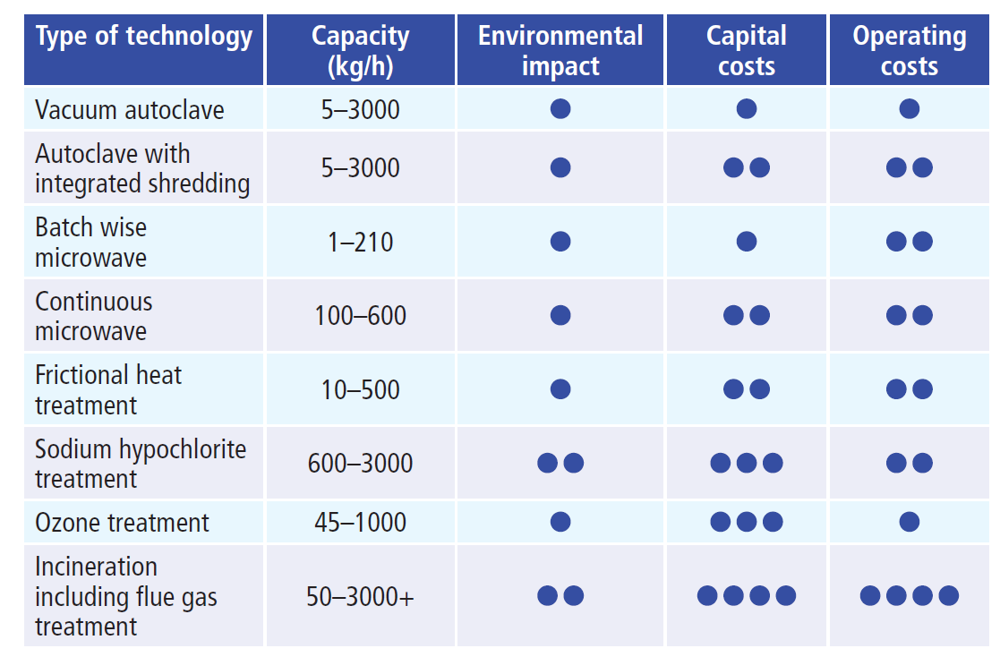 Type of technology
Capacity
(kg/h)
Environmental
impact
Capital
costs
Operating
costs
Vacuum autoclave
5–3000
Autoclave with
integrated shredding
5–3000
Batch wise
microwave
1–210
Continuous
microwave
100–600
Frictional heat
treatment
10–500
Sodium hypochlorite
treatment
600–3000
Ozone treatment
45–1000
Incineration
including flue gas
treatment
50–3000+